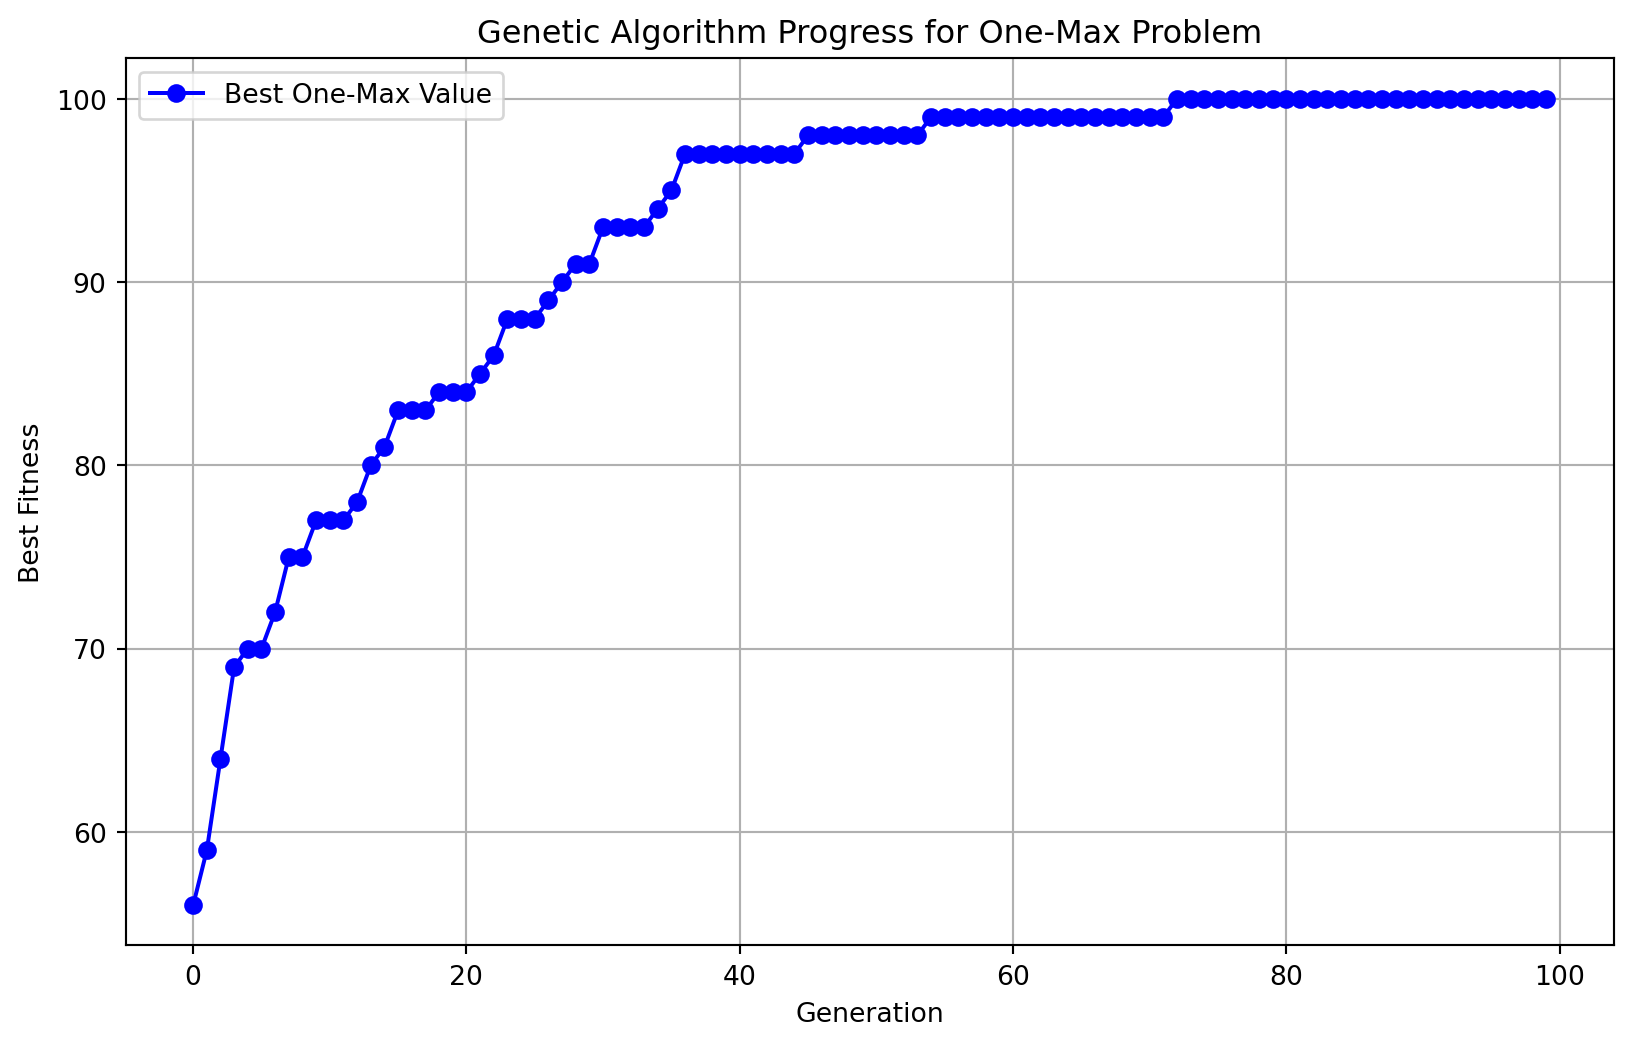 Genetic Algorithm Progress for One-Max Problem
Best One-Max Value
Best Fitness
100
90
80
70
60
0 20 40 60 80 100
Generation